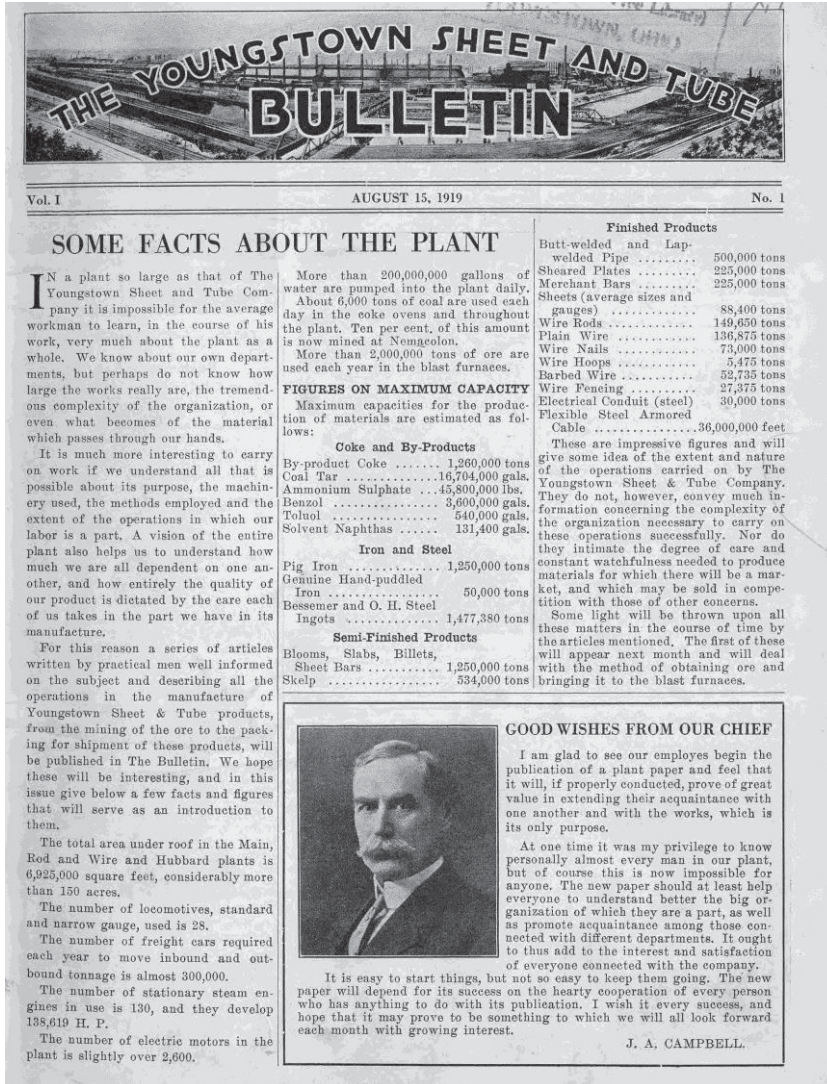 YOUNGSTOWN, OHIO
THE YOUNGSTOWN SHEET AND TUBE
BULLETIN
Vol. I AUGUST 15, 1919 No. 1
SOME FACTS ABOUT THE PLANT
IN a plant so large as that of The
Youngstown Sheet and Tube Com-
pany it is impossible for the average
workman to learn, in the course of his
work, very much about the plant as a
whole. We know about our own depart-
ments, but perhaps do not know how
large the works really are, the tremend-
ous complexity of the organization, or
even what becomes of the material
which passes through our hands.
It is much more interesting to carry
on work if we understand all that is
possible about its purpose, the machin-
ery used, the methods employed and the
extent of the operations in which our
labor is a part. A vision of the entire
plant also helps us to understand how
much we are all dependent on one an-
other, and how entirely the quality of
our product is dictated by the care each
of us takes in the part we have in its
manufacture.
For this reason a series of articles
written by practical men well informed
on the subject and describing all the
operations in the manufacture of
Youngstown Sheet & Tube products,
from the mining of the ore to the pack-
ing for shipment of these products, will
be published in The Bulletin. We hope
these will be interesting, and in this
issue give below a few facts and figures
that will serve as an introduction to
them.
The total area under roof in the Main,
Rod and Wire and Hubbard plants is
6,925,000 square feet, considerably more
than 150 acres.
The number of locomotives, standard
and narrow gauge, used is 28.
The number of freight cars required
each year to move inbound and out-
bound tonnage is almost 300,000.
The number of stationary steam en-
gines in use is 130, and they develop
138,619 H. P.
The number of electric motors in the
plant is slightly over 2,600.
More than 200,000,000 gallons of
water are pumped into the plant daily.
About 6,000 tons of coal are used each
day in the coke ovens and throughout
the plant. Ten per cent. of this amount
is now mined at Nemacolon.
More than 2,000,000 tons of ore are
used each year in the blast furnaces.
FIGURES ON MAXIMUM CAPACITY
Maximum capacities for the produc-
tion of materials are estimated as fol-
lows:
Coke and By-Products
By-product Coke ....... 1,260,000 tons
Coal Tar .............16,704,000 gals.
Ammonium Sulphate ...45,800,000 lbs.
Benzol ................ 3,600,000 gals.
Toluol ................ 540,000 gals.
Solvent Naphthas ...... 131,400 gals.
Iron and Steel
Pig Iron .............. 1,250,000 tons
Genuine Hand-puddled
Iron ................. 50,000 tons
Bessemer and O. H. Steel
Ingots .............. 1,477,380 tons
Semi-Finished Products
Blooms, Slabs, Billets,
Sheet Bars ........... 1,250,000 tons
Skelp ................. 534,000 tons
Finished Products
Butt-welded and Lap-
welded Pipe ......... 500,000 tons
Sheared Plates ......... 225,000 tons
Merchant Bars ......... 225,000 tons
Sheets (average sizes and
gauges) ............. 88,400 tons
Wire Rods ............. 149,650 tons
Plain Wire ............ 136,875 tons
Wire Nails ............ 73,000 tons
Wire Hoops ............ 5,475 tons
Barbed Wire ........... 52,735 tons
Wire Fencing .......... 27,375 tons
Electrical Conduit (steel) 30,000 tons
Flexible Steel Armored
Cable ...............36,000,000 feet
These are impressive figures and will
give some idea of the extent and nature
of the operations carried on by The
Youngstown Sheet & Tube Company.
They do not, however, convey much in-
formation concerning the complexity of
the organization necessary to carry on
these operations successfully. Nor do
they intimate the degree of care and
constant watchfulness needed to produce
materials for which there will be a mar-
ket, and which may be sold in compe-
tition with those of other concerns.
Some light will be thrown upon all
these matters in the course of time by
the articles mentioned. The first of these
will appear next month and will deal
with the method of obtaining ore and
bringing it to the blast furnaces.
GOOD WISHES FROM OUR CHIEF
I am glad to see our employes begin the
publication of a plant paper and feel that
it will, if properly conducted, prove of great
value in extending their acquaintance with
one another and with the works, which is
its only purpose.
At one time it was my privilege to know
personally almost every man in our plant,
but of course this is now impossible for
anyone. The new paper should at least help
everyone to understand better the big or-
ganization of which they are a part, as well
as promote acquaintance among those con-
nected with different departments. It ought
to thus add to the interest and satisfaction
of everyone connected with the company.
It is easy to start things, but not so easy to keep them going. The new
paper will depend for its success on the hearty cooperation of every person
who has anything to do with its publication. I wish it every success, and
hope that it may prove to be something to which we will all look forward
each month with growing interest.
J. A. CAMPBELL.